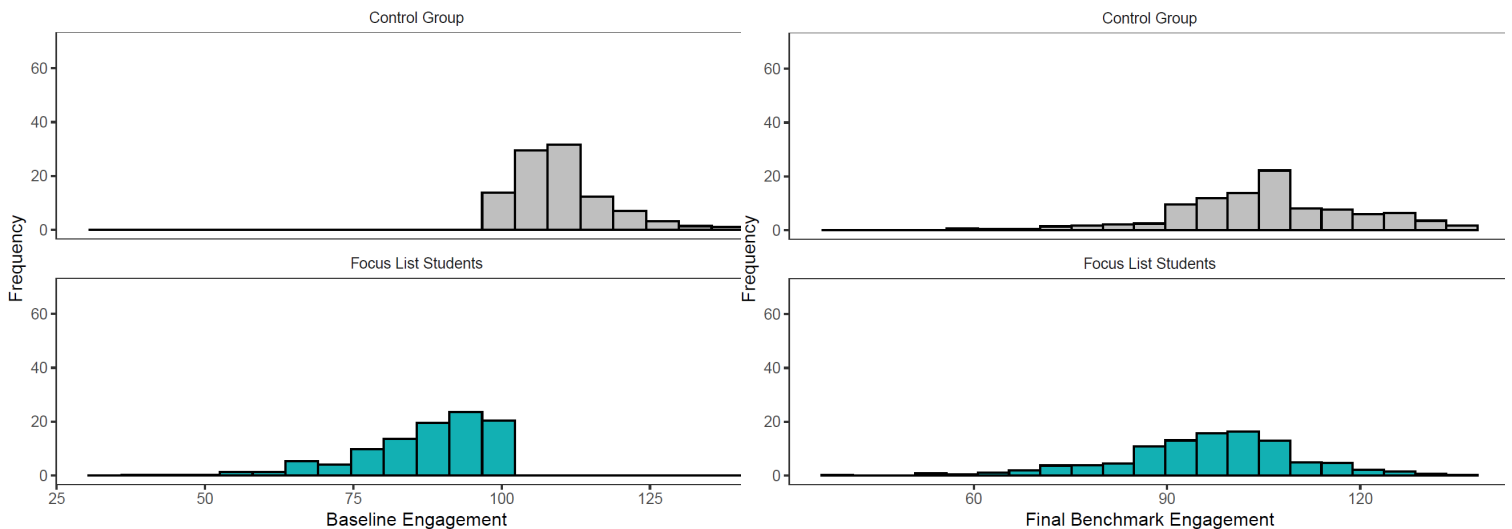 Control Group
60
40
20
0
Focus List Students
60
40
20
0
25 50 75 100 125
Baseline Engagement
Frequency
Control Group
60
40
20
0
Focus List Students
60
40
20
0
60 90 120
Final Benchmark Engagement
Frequency